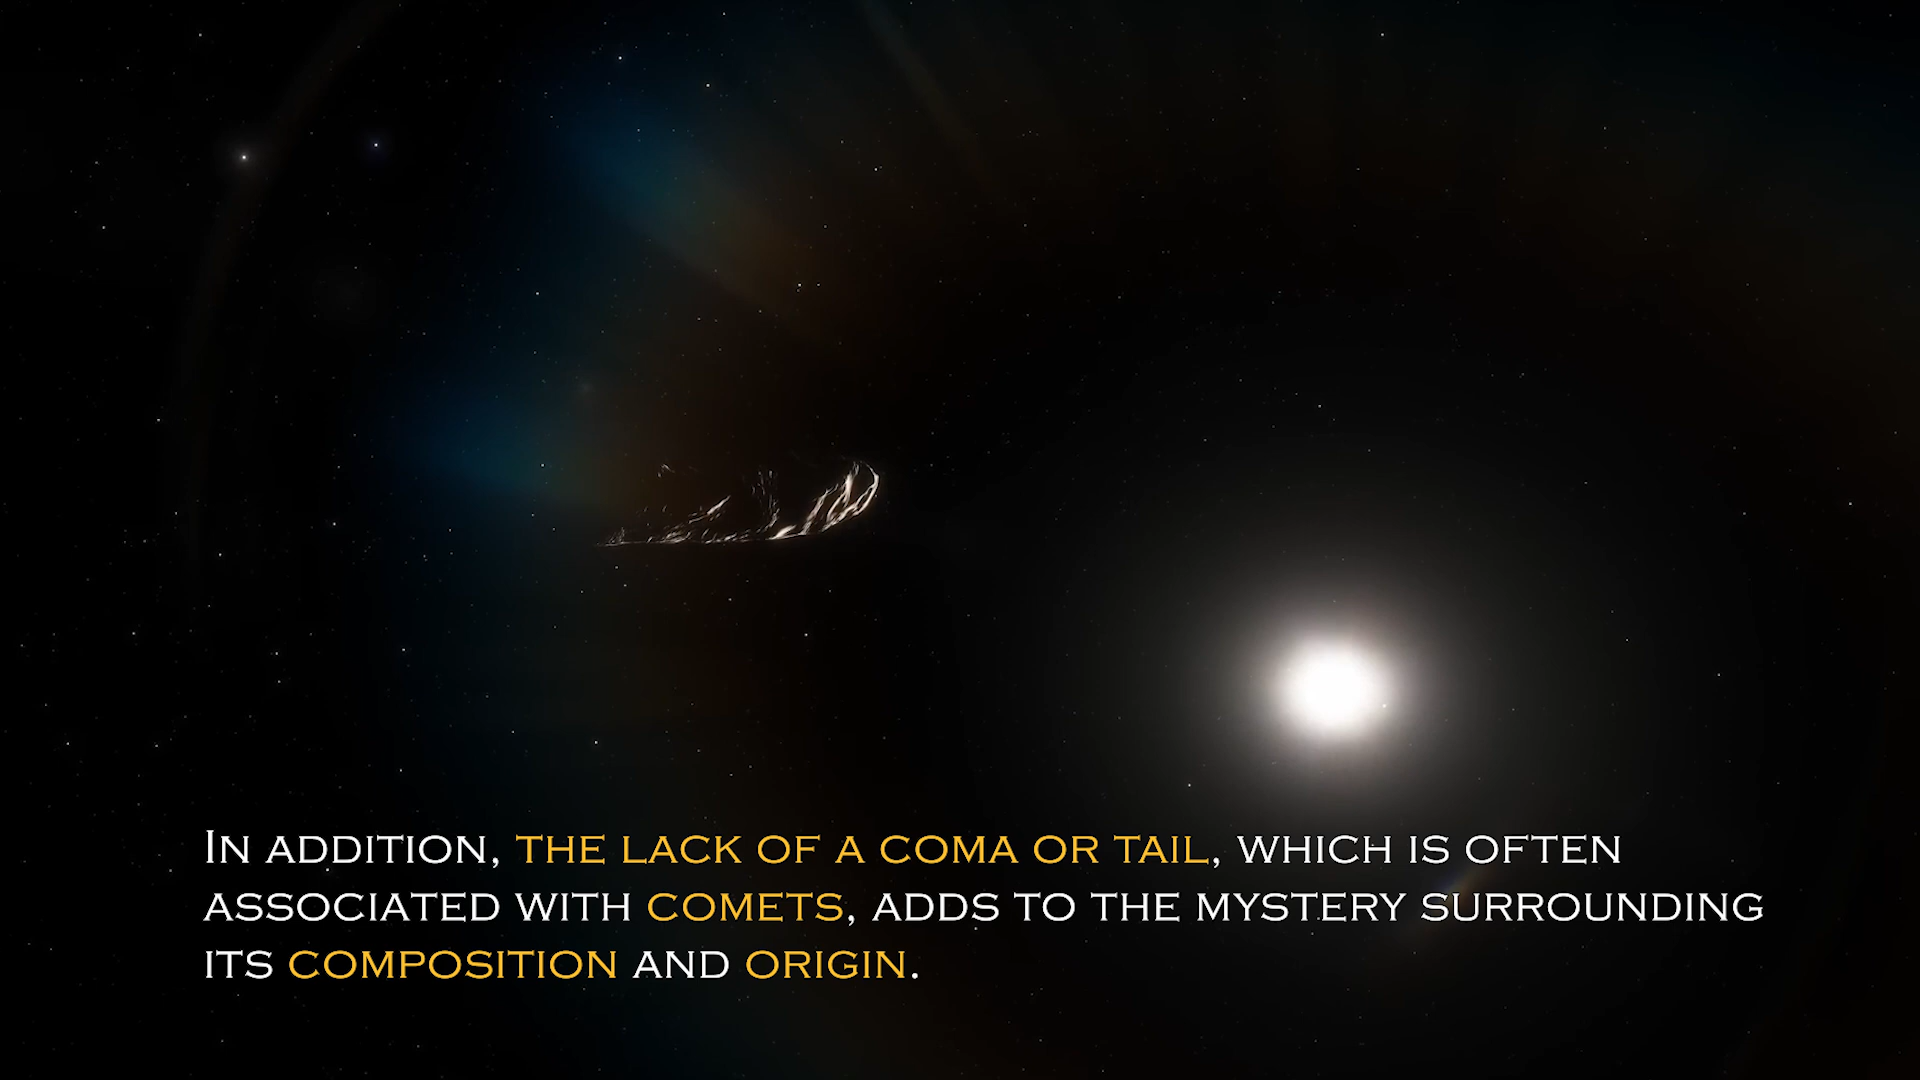 In addition, the lack of a coma or tail, which is often
associated with comets, adds to the mystery surrounding
its composition and origin.